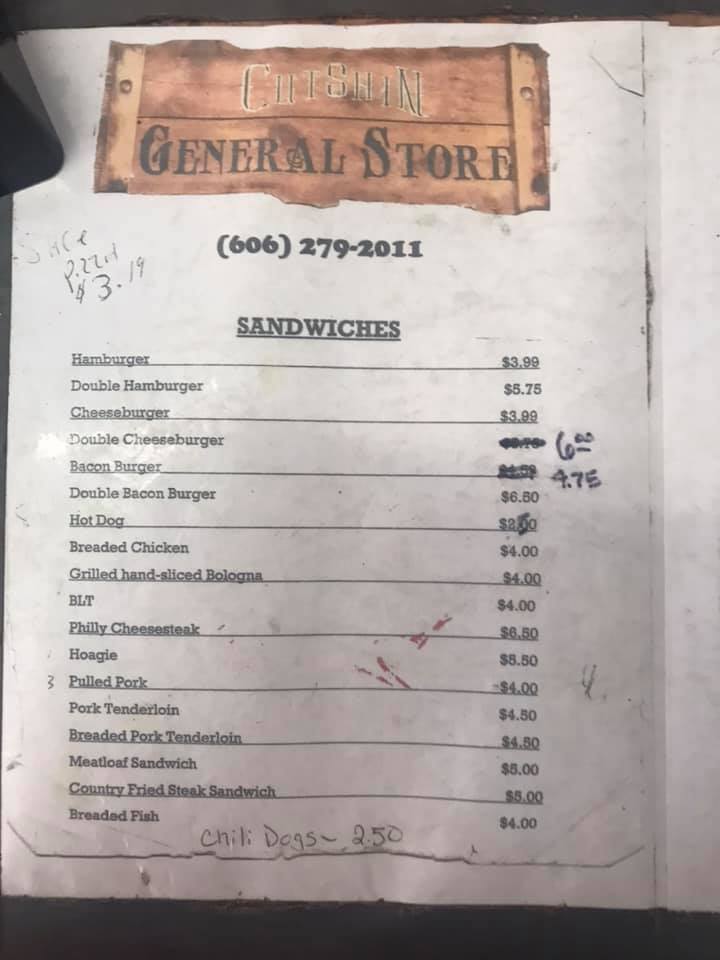 CUTSHIN
GENERAL STORE
(606) 279-2011
Slice
Pizza
$3.19
SANDWICHES
Hamburger $3.99
Double Hamburger $5.75
Cheeseburger $3.99
Double Cheeseburger 6.00
Bacon Burger 4.75
Double Bacon Burger $6.50
Hot Dog
Breaded Chicken $4.00
Grilled hand-sliced Bologna $4.00
BLT $4.00
Philly Cheesesteak $6.50
Hoagie $5.50
3 Pulled Pork $4.00 4.
Pork Tenderloin $4.50
Breaded Pork Tenderloin $4.50
Meatloaf Sandwich $5.00
Country Fried Steak Sandwich $5.00
Breaded Fish $4.00
Chili Dogs~ 2.50